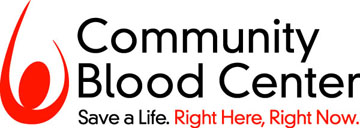 Community
Blood Center
Save a Life. Right Here, Right Now.